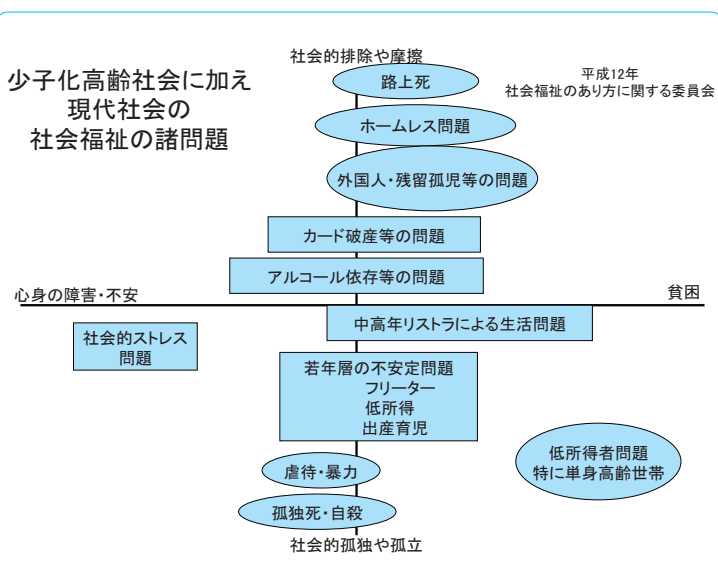 少子化高齢社会に加え
現代社会の
社会福祉の諸問題
社会的排除や摩擦
平成12年
社会福祉のあり方に関する委員会
路上死
ホームレス問題
外国人・残留孤児等の問題
カード破産等の問題
アルコール依存等の問題
心身の障害・不安
貧困
中高年リストラによる生活問題
社会的ストレス
問題
若年層の不安定問題
フリーター
低所得
出産育児
低所得者問題
特に単身高齢世帯
虐待・暴力
孤独死・自殺
社会的孤独や孤立